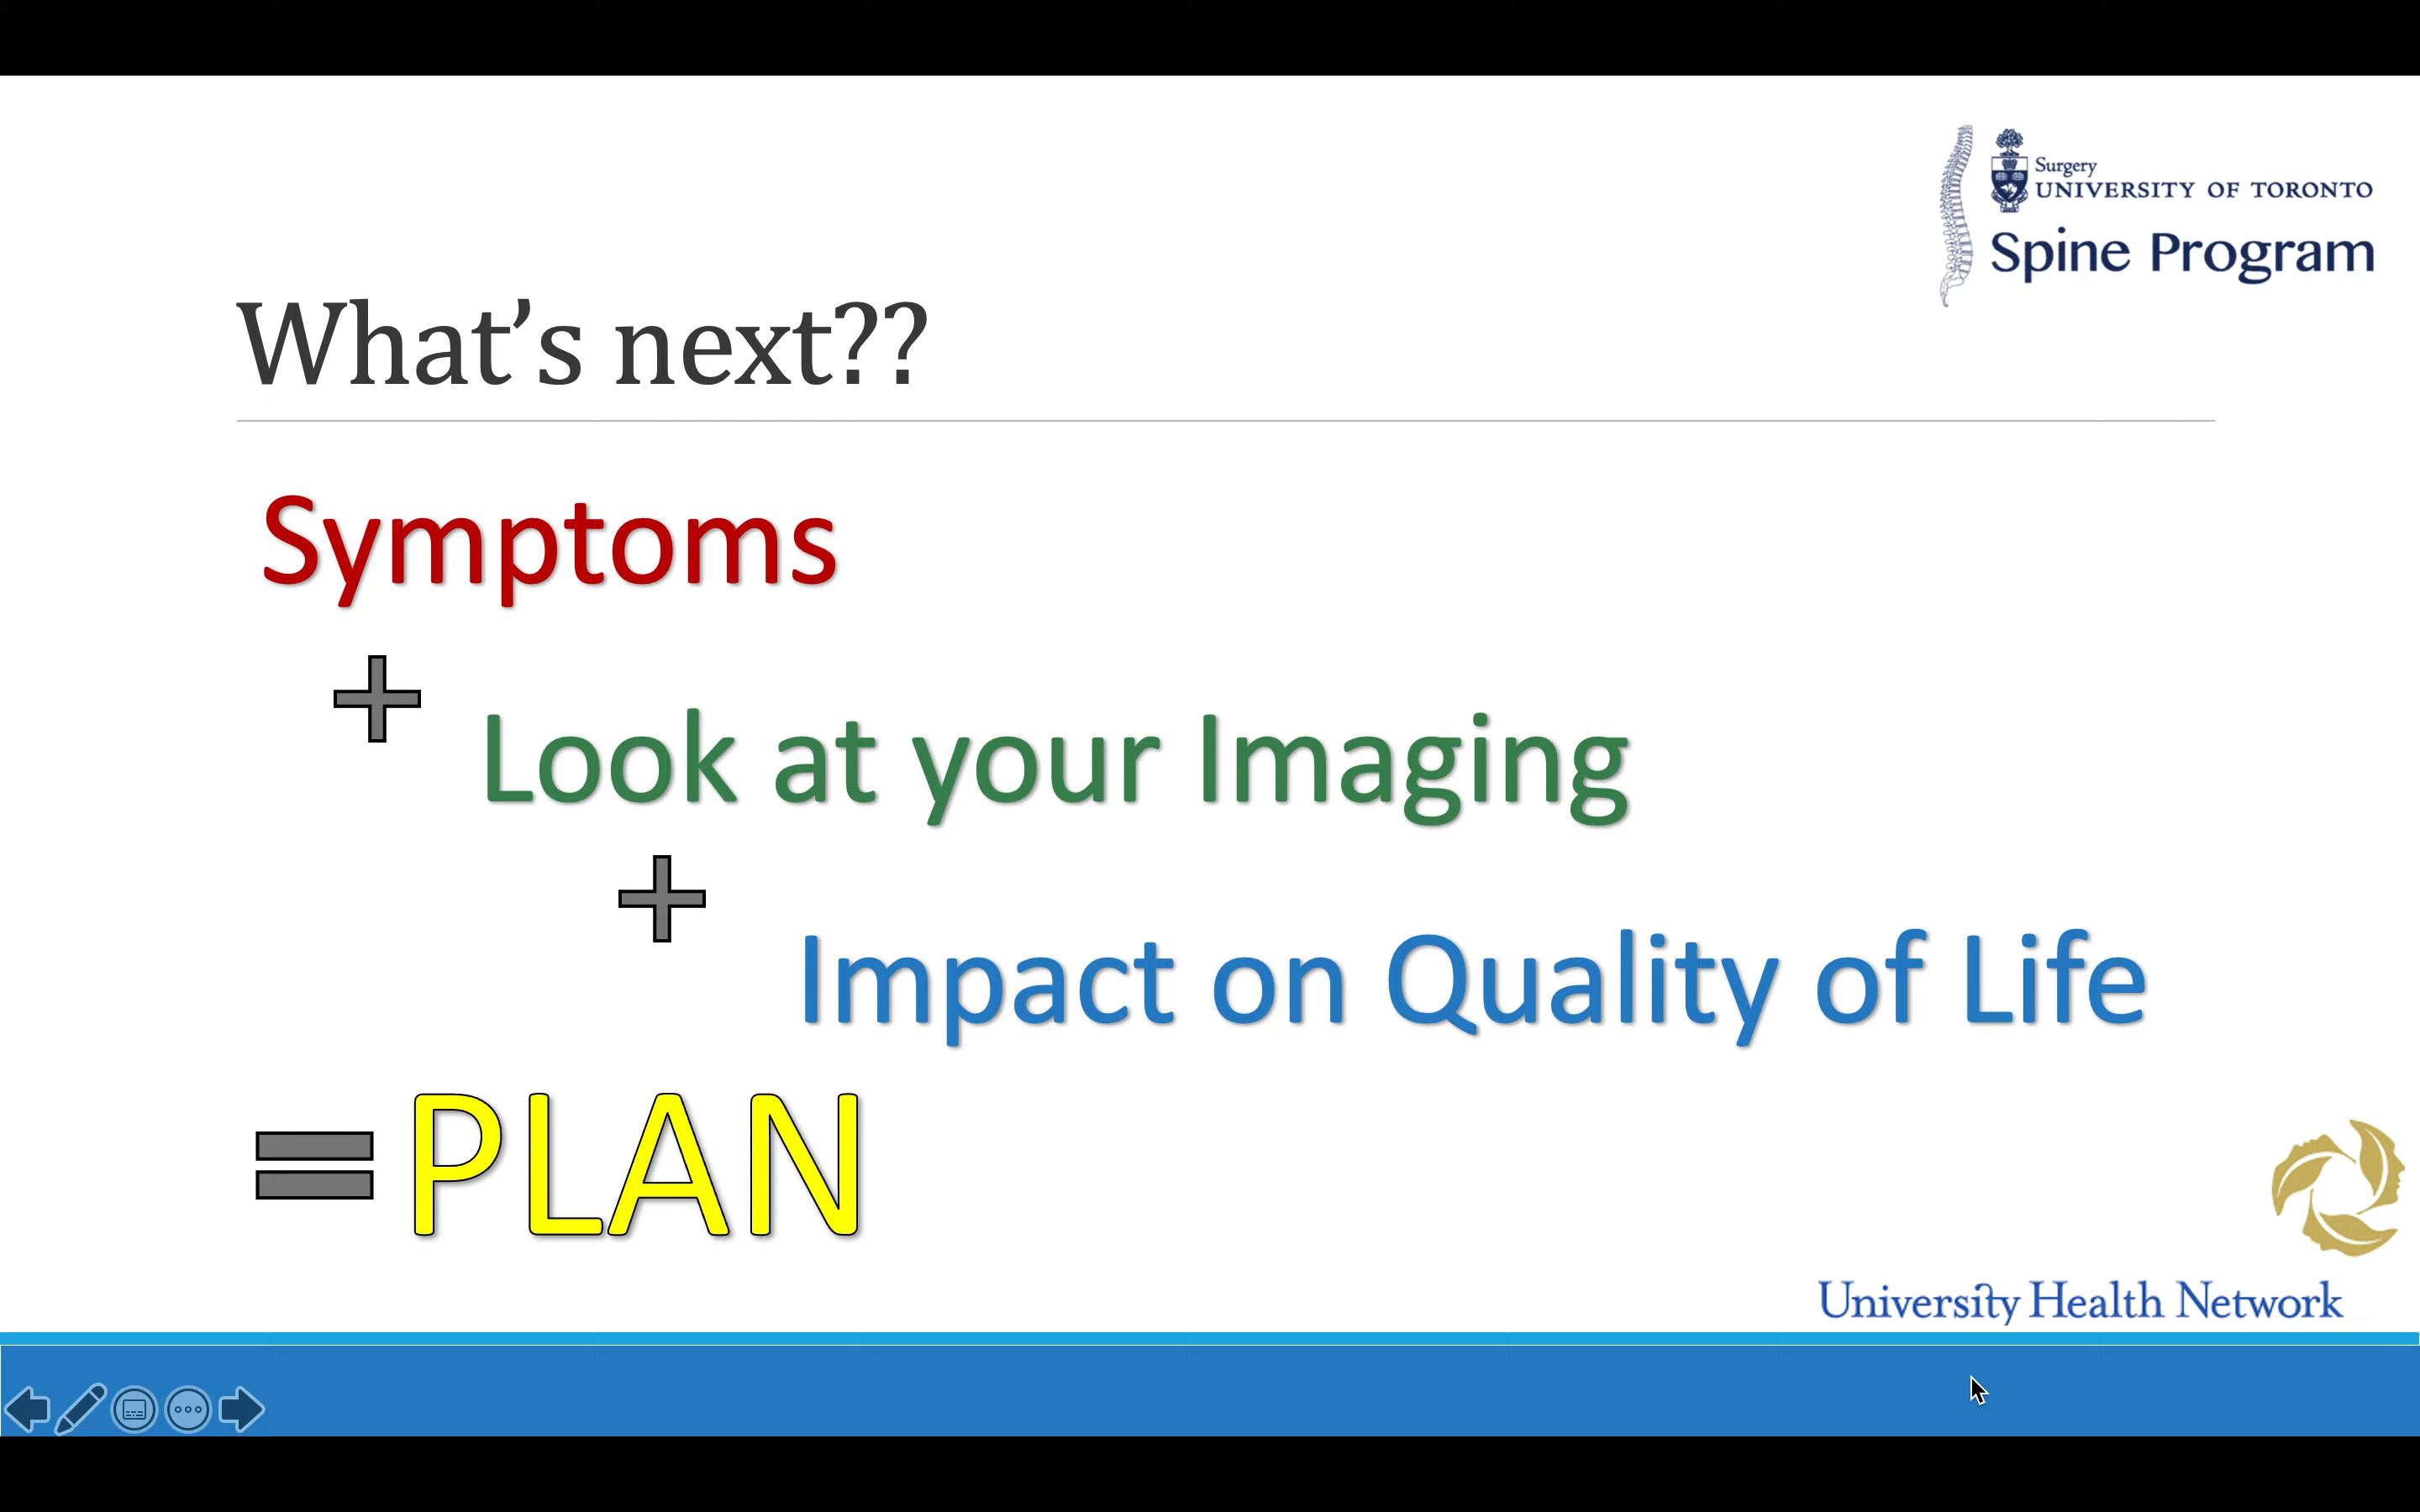 Surgery
UNIVERSITY OF TORONTO
Spine Program
What’s next??
Symptoms
+
Look at your Imaging
+
Impact on Quality of Life
= PLAN
University Health Network